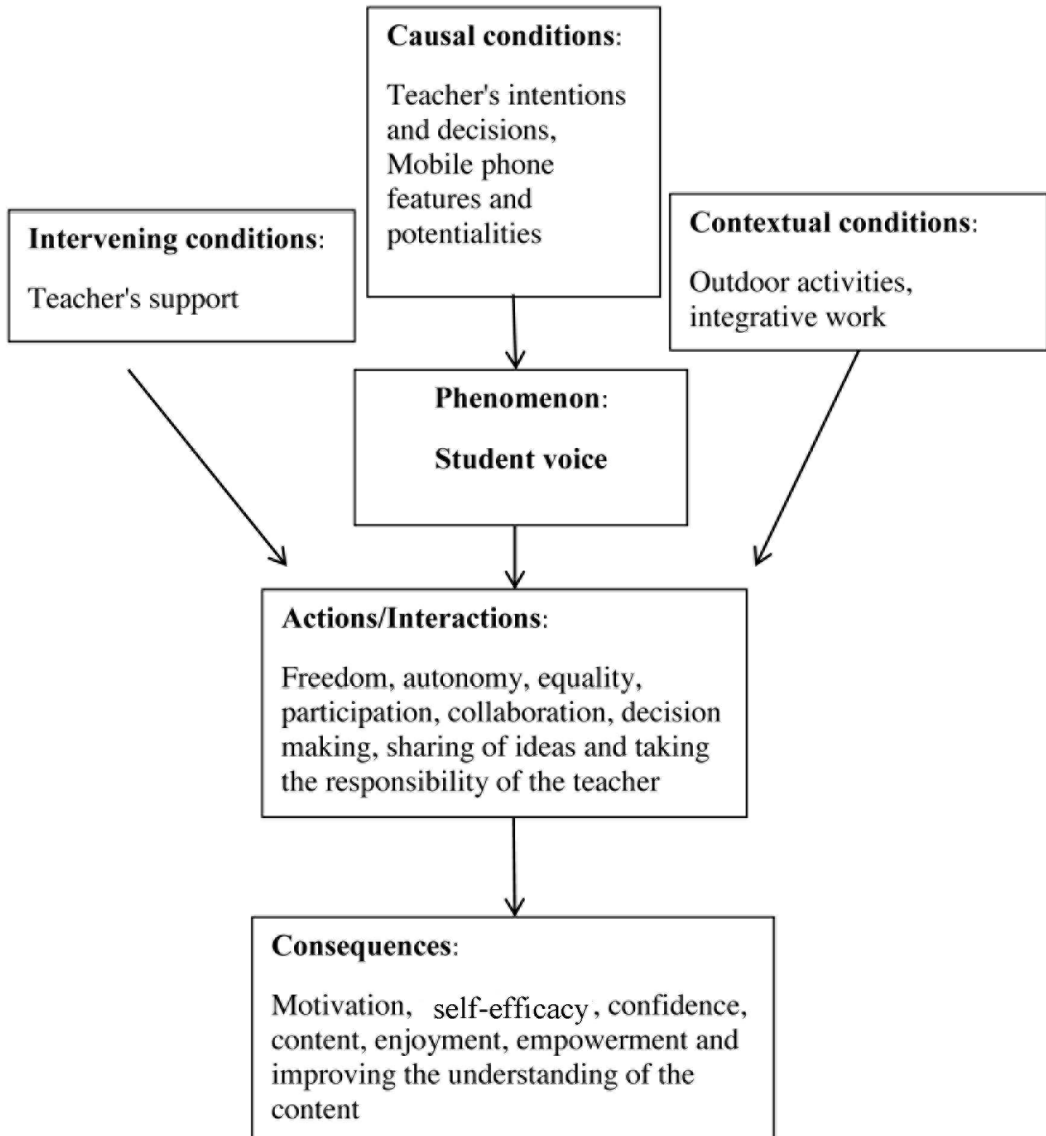 Causal conditions:
Teacher's intentions
and decisions,
Mobile phone
features and
potentialities
Intervening conditions:
Teacher's support
Contextual conditions:
Outdoor activities,
integrative work
Phenomenon:
Student voice
Actions/Interactions:
Freedom, autonomy, equality,
participation, collaboration, decision
making, sharing of ideas and taking
the responsibility of the teacher
Consequences:
Motivation, self-efficacy, confidence,
content, enjoyment, empowerment and
improving the understanding of the
content